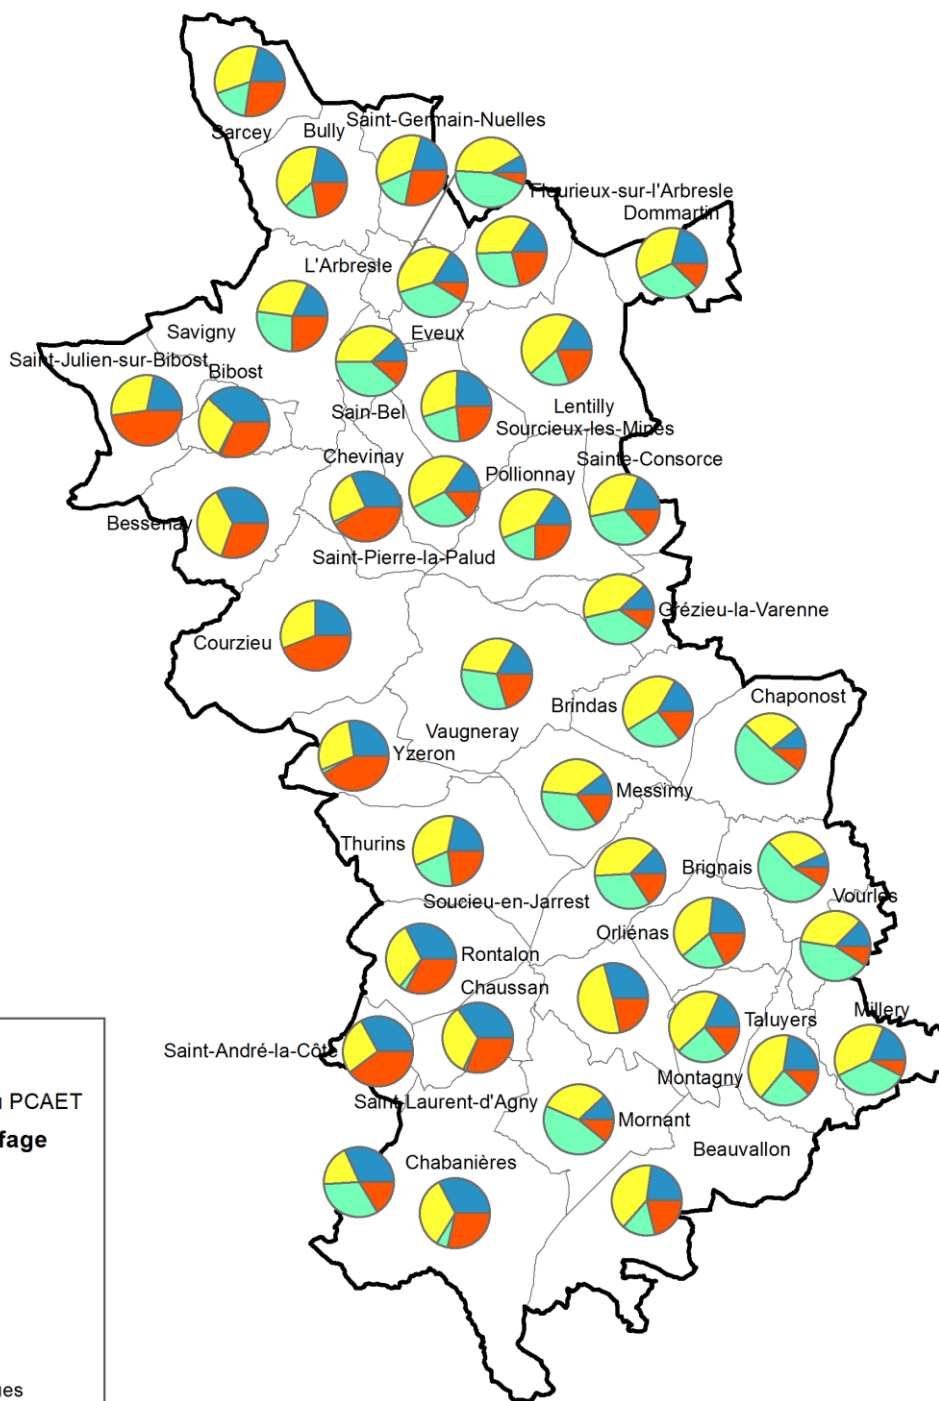 Saint-Germain-Nuelles
Sarcey
Bully
Fleurieux-sur-l'Arbresle
Dommartin
L'Arbresle
Savigny
Eveux
Saint-Julien-sur-Bibost
Bibost
Sain-Bel
Lentilly
Sourcieux-les-Mines
Chevinay
Pollionnay
Sainte-Consorce
Bessenay
Saint-Pierre-la-Palud
Grézieu-la-Varenne
Courzieu
Vaugneray
Brindas
Chaponost
Yzeron
Messimy
Thurins
Brignais
Soucieu-en-Jarrest
Vourles
Orliénas
Rontalon
Chaussan
Millery
Taluyers
Saint-André-la-Côte
Montagny
PCAET
Saint-Laurent-d'Agny
Mornant
fage
Beauvallon
Chabanières
ues